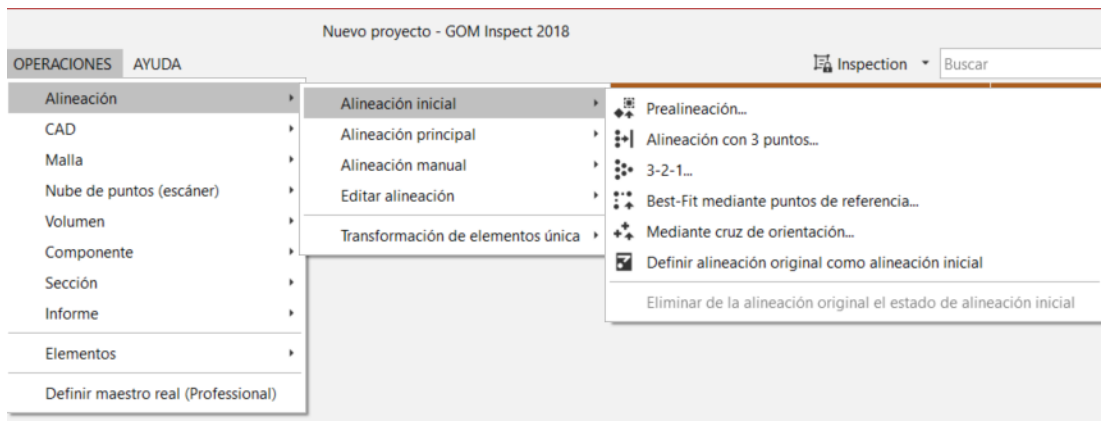 Nuevo proyecto - GOM Inspect 2018
OPERACIONES AYUDA
Inspection
Buscar
Alineación
CAD
Malla
Nube de puntos (escáner)
Volumen
Componente
Sección
Informe
Elementos
Definir maestro real (Professional)
Alineación inicial
Alineación principal
Alineación manual
Editar alineación
Transformación de elementos única
Prealineación...
Alineación con 3 puntos...
3-2-1...
Best-Fit mediante puntos de referencia...
Mediante cruz de orientación...
Definir alineación original como alineación inicial
Eliminar de la alineación original el estado de alineación inicial